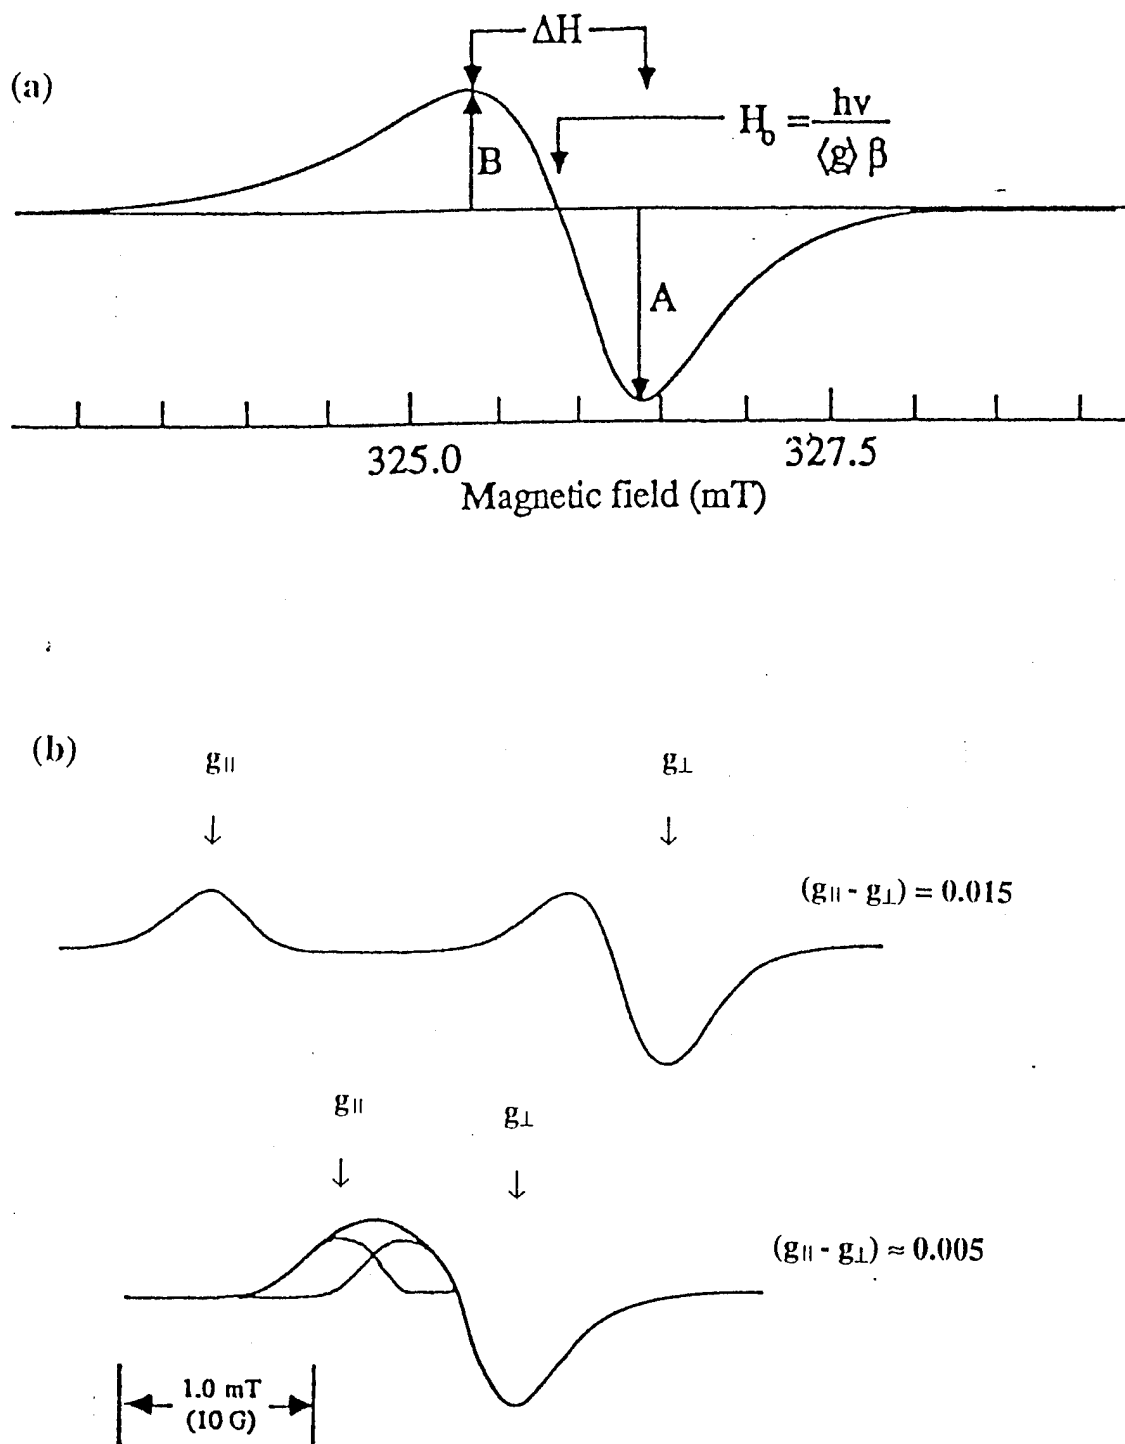 ΔH
(a)
H₀ = hν / ⟨g⟩ β
B
A
325.0
327.5
Magnetic field (mT)
(b)
g∥
g⊥
(g∥ - g⊥) = 0.015
g∥
g⊥
(g∥ - g⊥) ≈ 0.005
1.0 mT
(10 G)